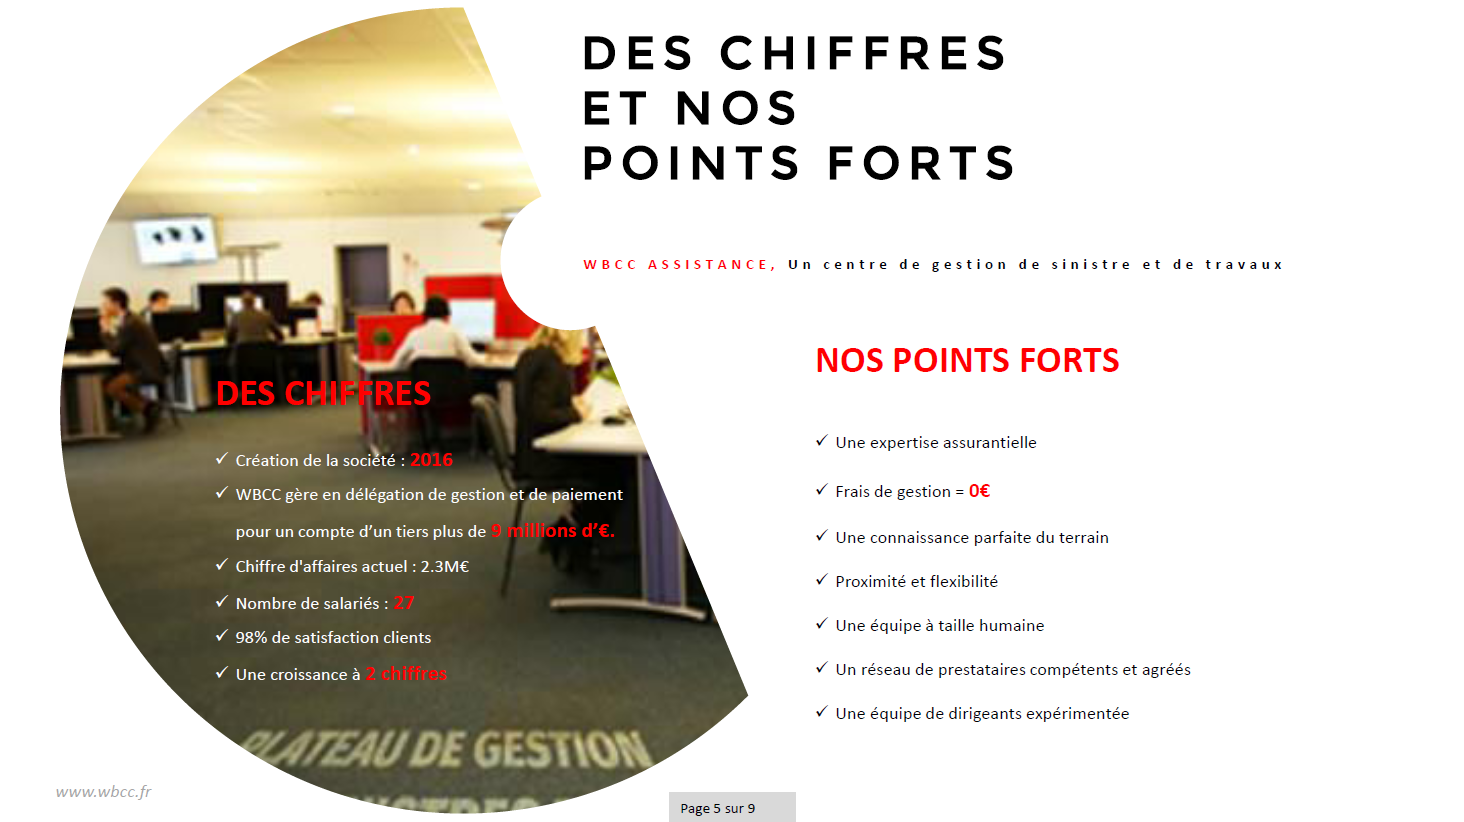 DES CHIFFRES
ET NOS
POINTS FORTS
WBCC ASSISTANCE, Un centre de gestion de sinistre et de travaux
DES CHIFFRES
✓ Création de la société : 2016
✓ WBCC gère en délégation de gestion et de paiement
pour un compte d’un tiers plus de 9 millions d’€.
✓ Chiffre d'affaires actuel : 2.3M€
✓ Nombre de salariés : 27
✓ 98% de satisfaction clients
✓ Une croissance à 2 chiffres
NOS POINTS FORTS
✓ Une expertise assurantielle
✓ Frais de gestion = 0€
✓ Une connaissance parfaite du terrain
✓ Proximité et flexibilité
✓ Une équipe à taille humaine
✓ Un réseau de prestataires compétents et agréés
✓ Une équipe de dirigeants expérimentée
PLATEAU DE GESTION
www.wbcc.fr
Page 5 sur 9